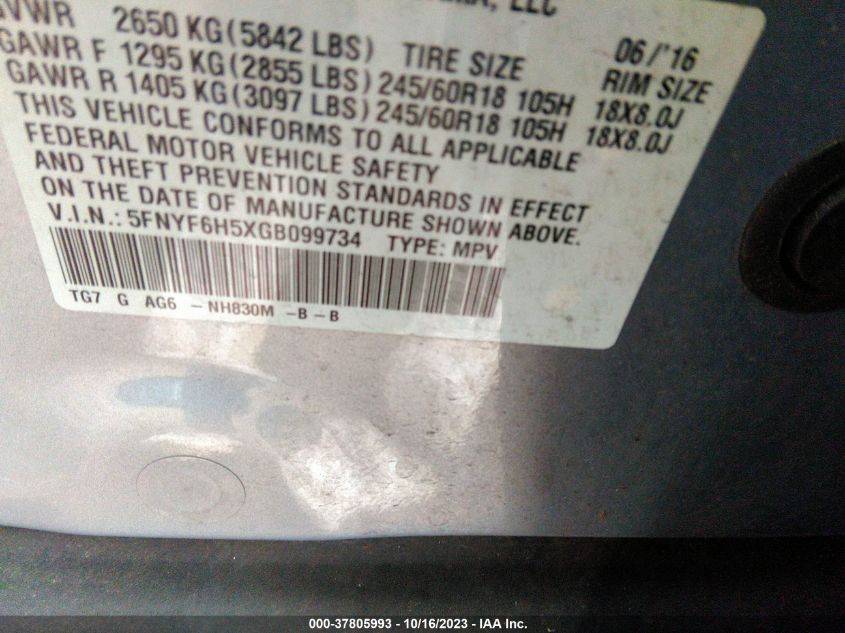 LLC
GVWR 2650 KG(5842 LBS) TIRE SIZE 06/'16 RIM SIZE
GAWR F 1295 KG(2855 LBS) 245/60R18 105H 18X8.0J
GAWR R 1405 KG(3097 LBS) 245/60R18 105H 18X8.0J
THIS VEHICLE CONFORMS TO ALL APPLICABLE
FEDERAL MOTOR VEHICLE SAFETY
AND THEFT PREVENTION STANDARDS IN EFFECT
ON THE DATE OF MANUFACTURE SHOWN ABOVE.
V.I.N.: 5FNYF6H5XGB099734 TYPE: MPV
TG7 G AG6 -NH830M -B-B
000-37805993 - 10/16/2023 - IAA Inc.